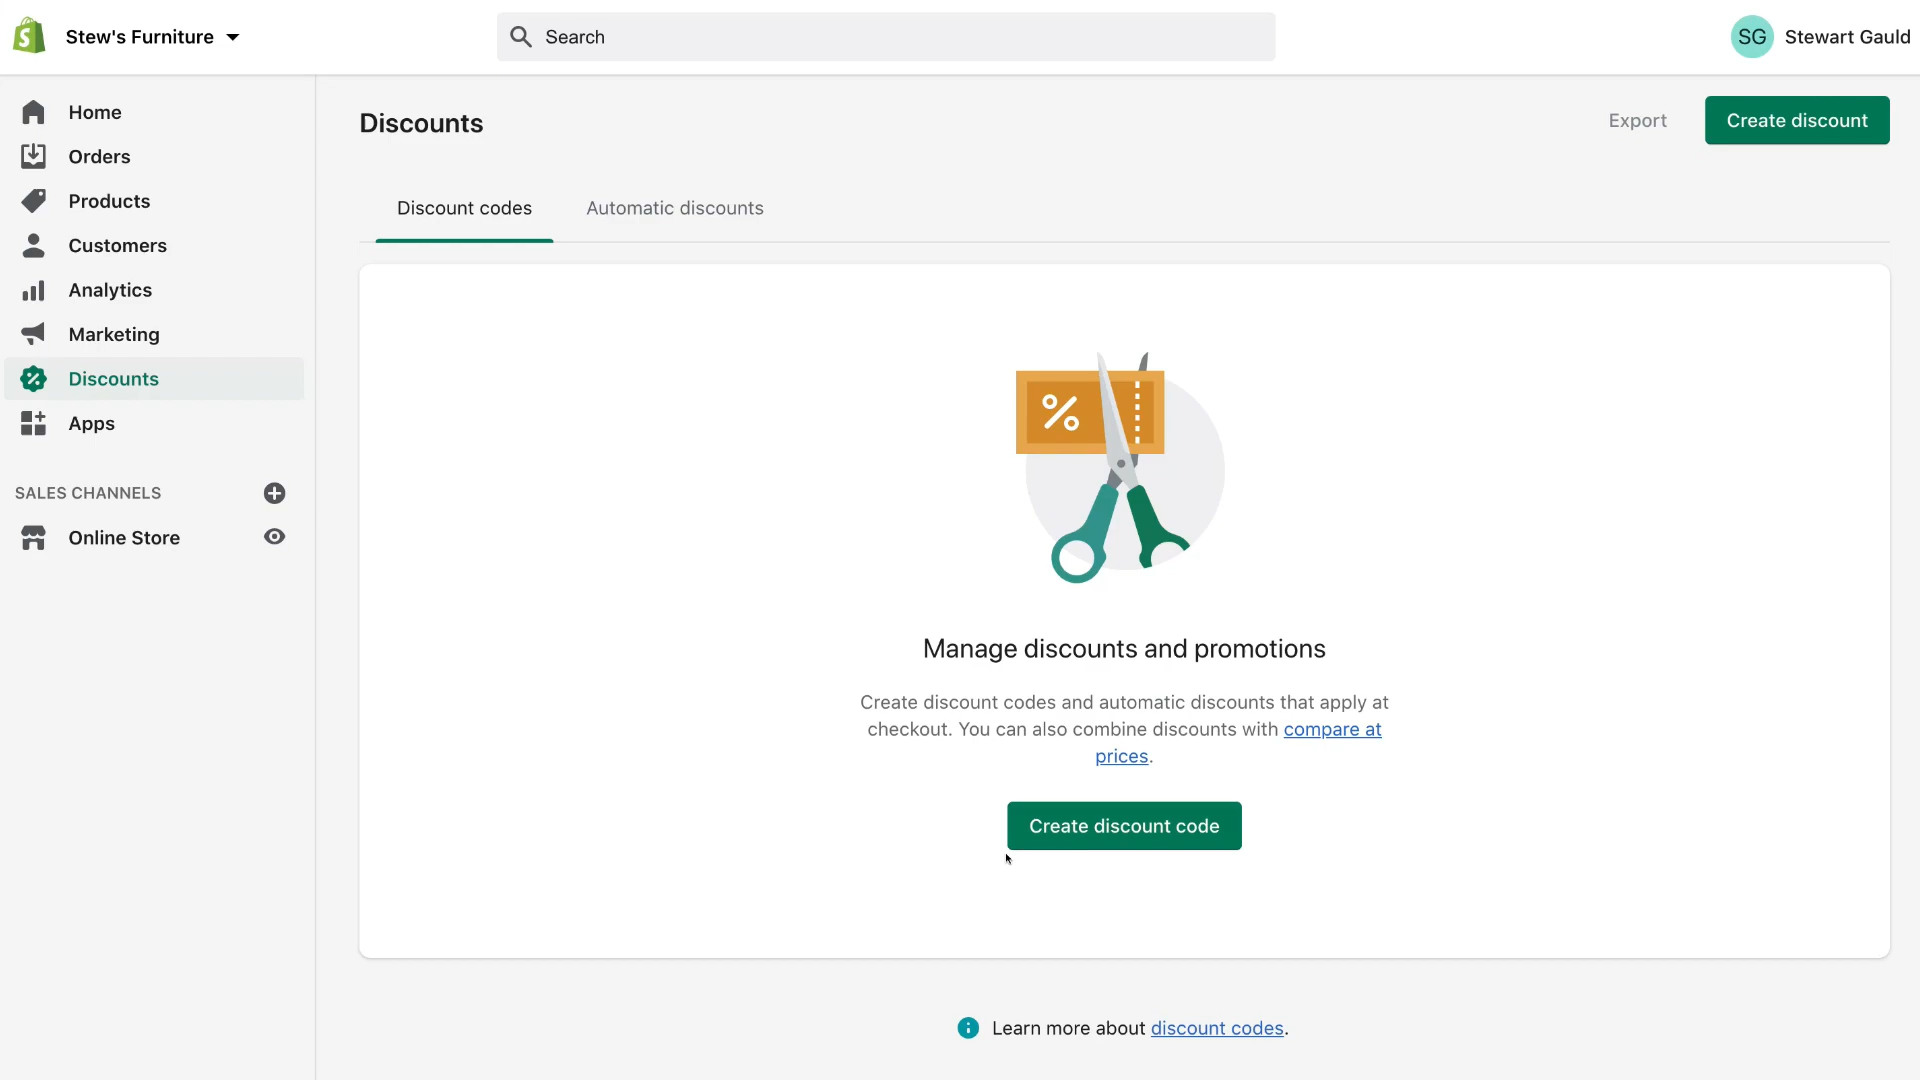 Stew's Furniture
Search
SG Stewart Gauld
Home
Orders
Products
Customers
Analytics
Marketing
Discounts
Apps
SALES CHANNELS
Online Store
Discounts
Export
Create discount
Discount codes
Automatic discounts
%
Manage discounts and promotions
Create discount codes and automatic discounts that apply at
checkout. You can also combine discounts with compare at
prices.
Create discount code
Learn more about discount codes.